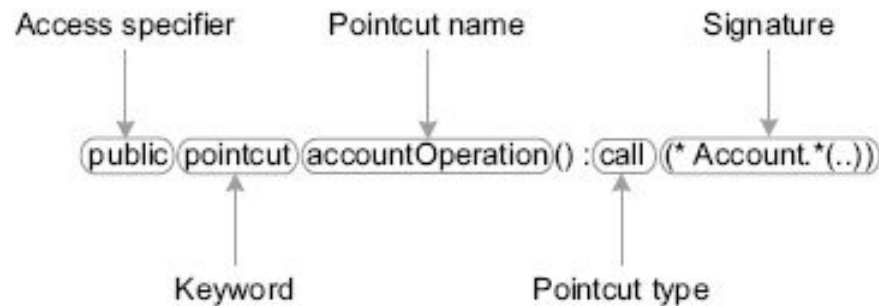 Access specifier Pointcut name Signature
public pointcut accountOperation() : call (* Account.*(..))
Keyword Pointcut type